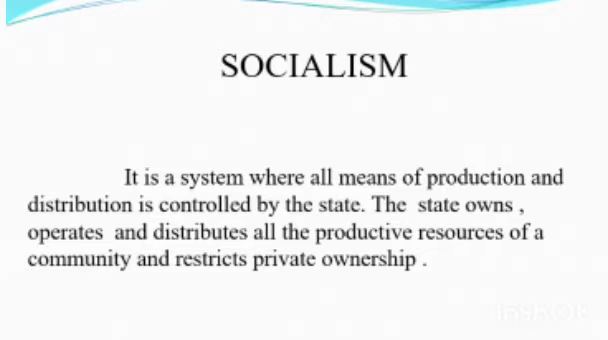 SOCIALISM
It is a system where all means of production and
distribution is controlled by the state. The state owns ,
operates and distributes all the productive resources of a
community and restricts private ownership .